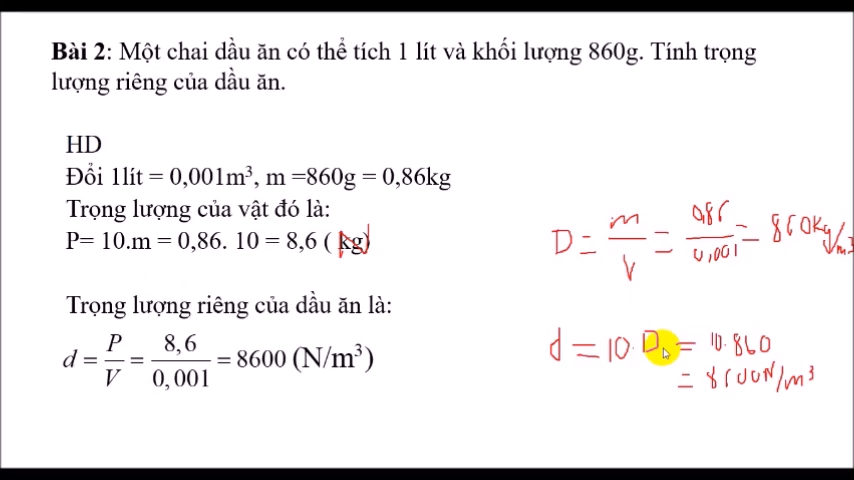 Bài 2: Một chai dầu ăn có thể tích 1 lít và khối lượng 860g. Tính trọng
lượng riêng của dầu ăn.
HD
Đổi 1lít = 0,001m³, m =860g = 0,86kg
Trọng lượng của vật đó là:
P= 10.m = 0,86. 10 = 8,6 ( kg)
N
Trọng lượng riêng của dầu ăn là:
d = P/V = 8,6/0,001 = 8600 (N/m³)
D = m/V = 0,86/0,001 = 860kg/m³
d = 10. D = 10.860
= 8600N/m³